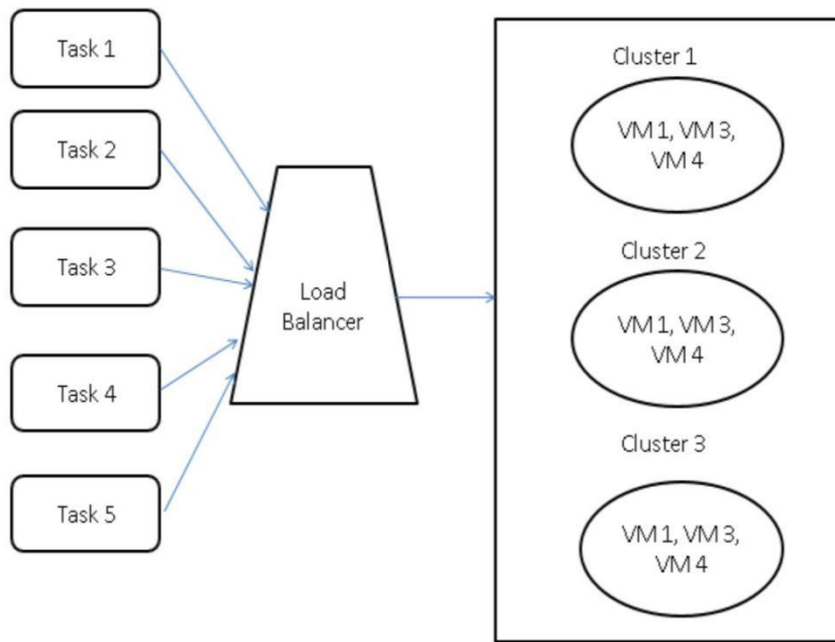 Task 1
Task 2
Task 3
Task 4
Task 5
Load
Balancer
Cluster 1
VM 1, VM 3,
VM 4
Cluster 2
VM 1, VM 3,
VM 4
Cluster 3
VM 1, VM 3,
VM 4